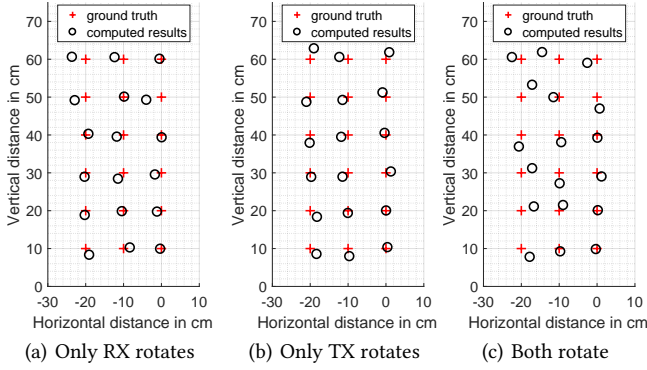 ground truth
computed results
Vertical distance in cm
60
50
40
30
20
10
0
-30 -20 -10 0 10
Horizontal distance in cm
(a) Only RX rotates
ground truth
computed results
Vertical distance in cm
60
50
40
30
20
10
0
-30 -20 -10 0 10
Horizontal distance in cm
(b) Only TX rotates
ground truth
computed results
Vertical distance in cm
60
50
40
30
20
10
0
-30 -20 -10 0 10
Horizontal distance in cm
(c) Both rotate